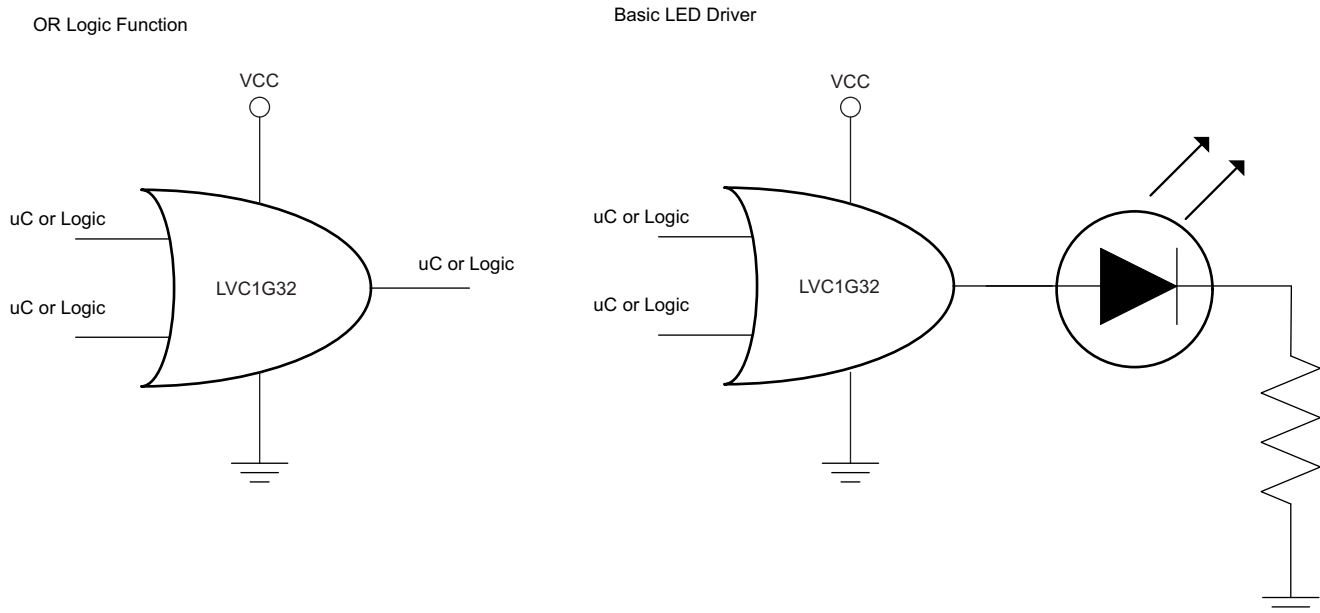 OR Logic Function
VCC
uC or Logic
uC or Logic
LVC1G32
uC or Logic
Basic LED Driver
VCC
uC or Logic
uC or Logic
LVC1G32